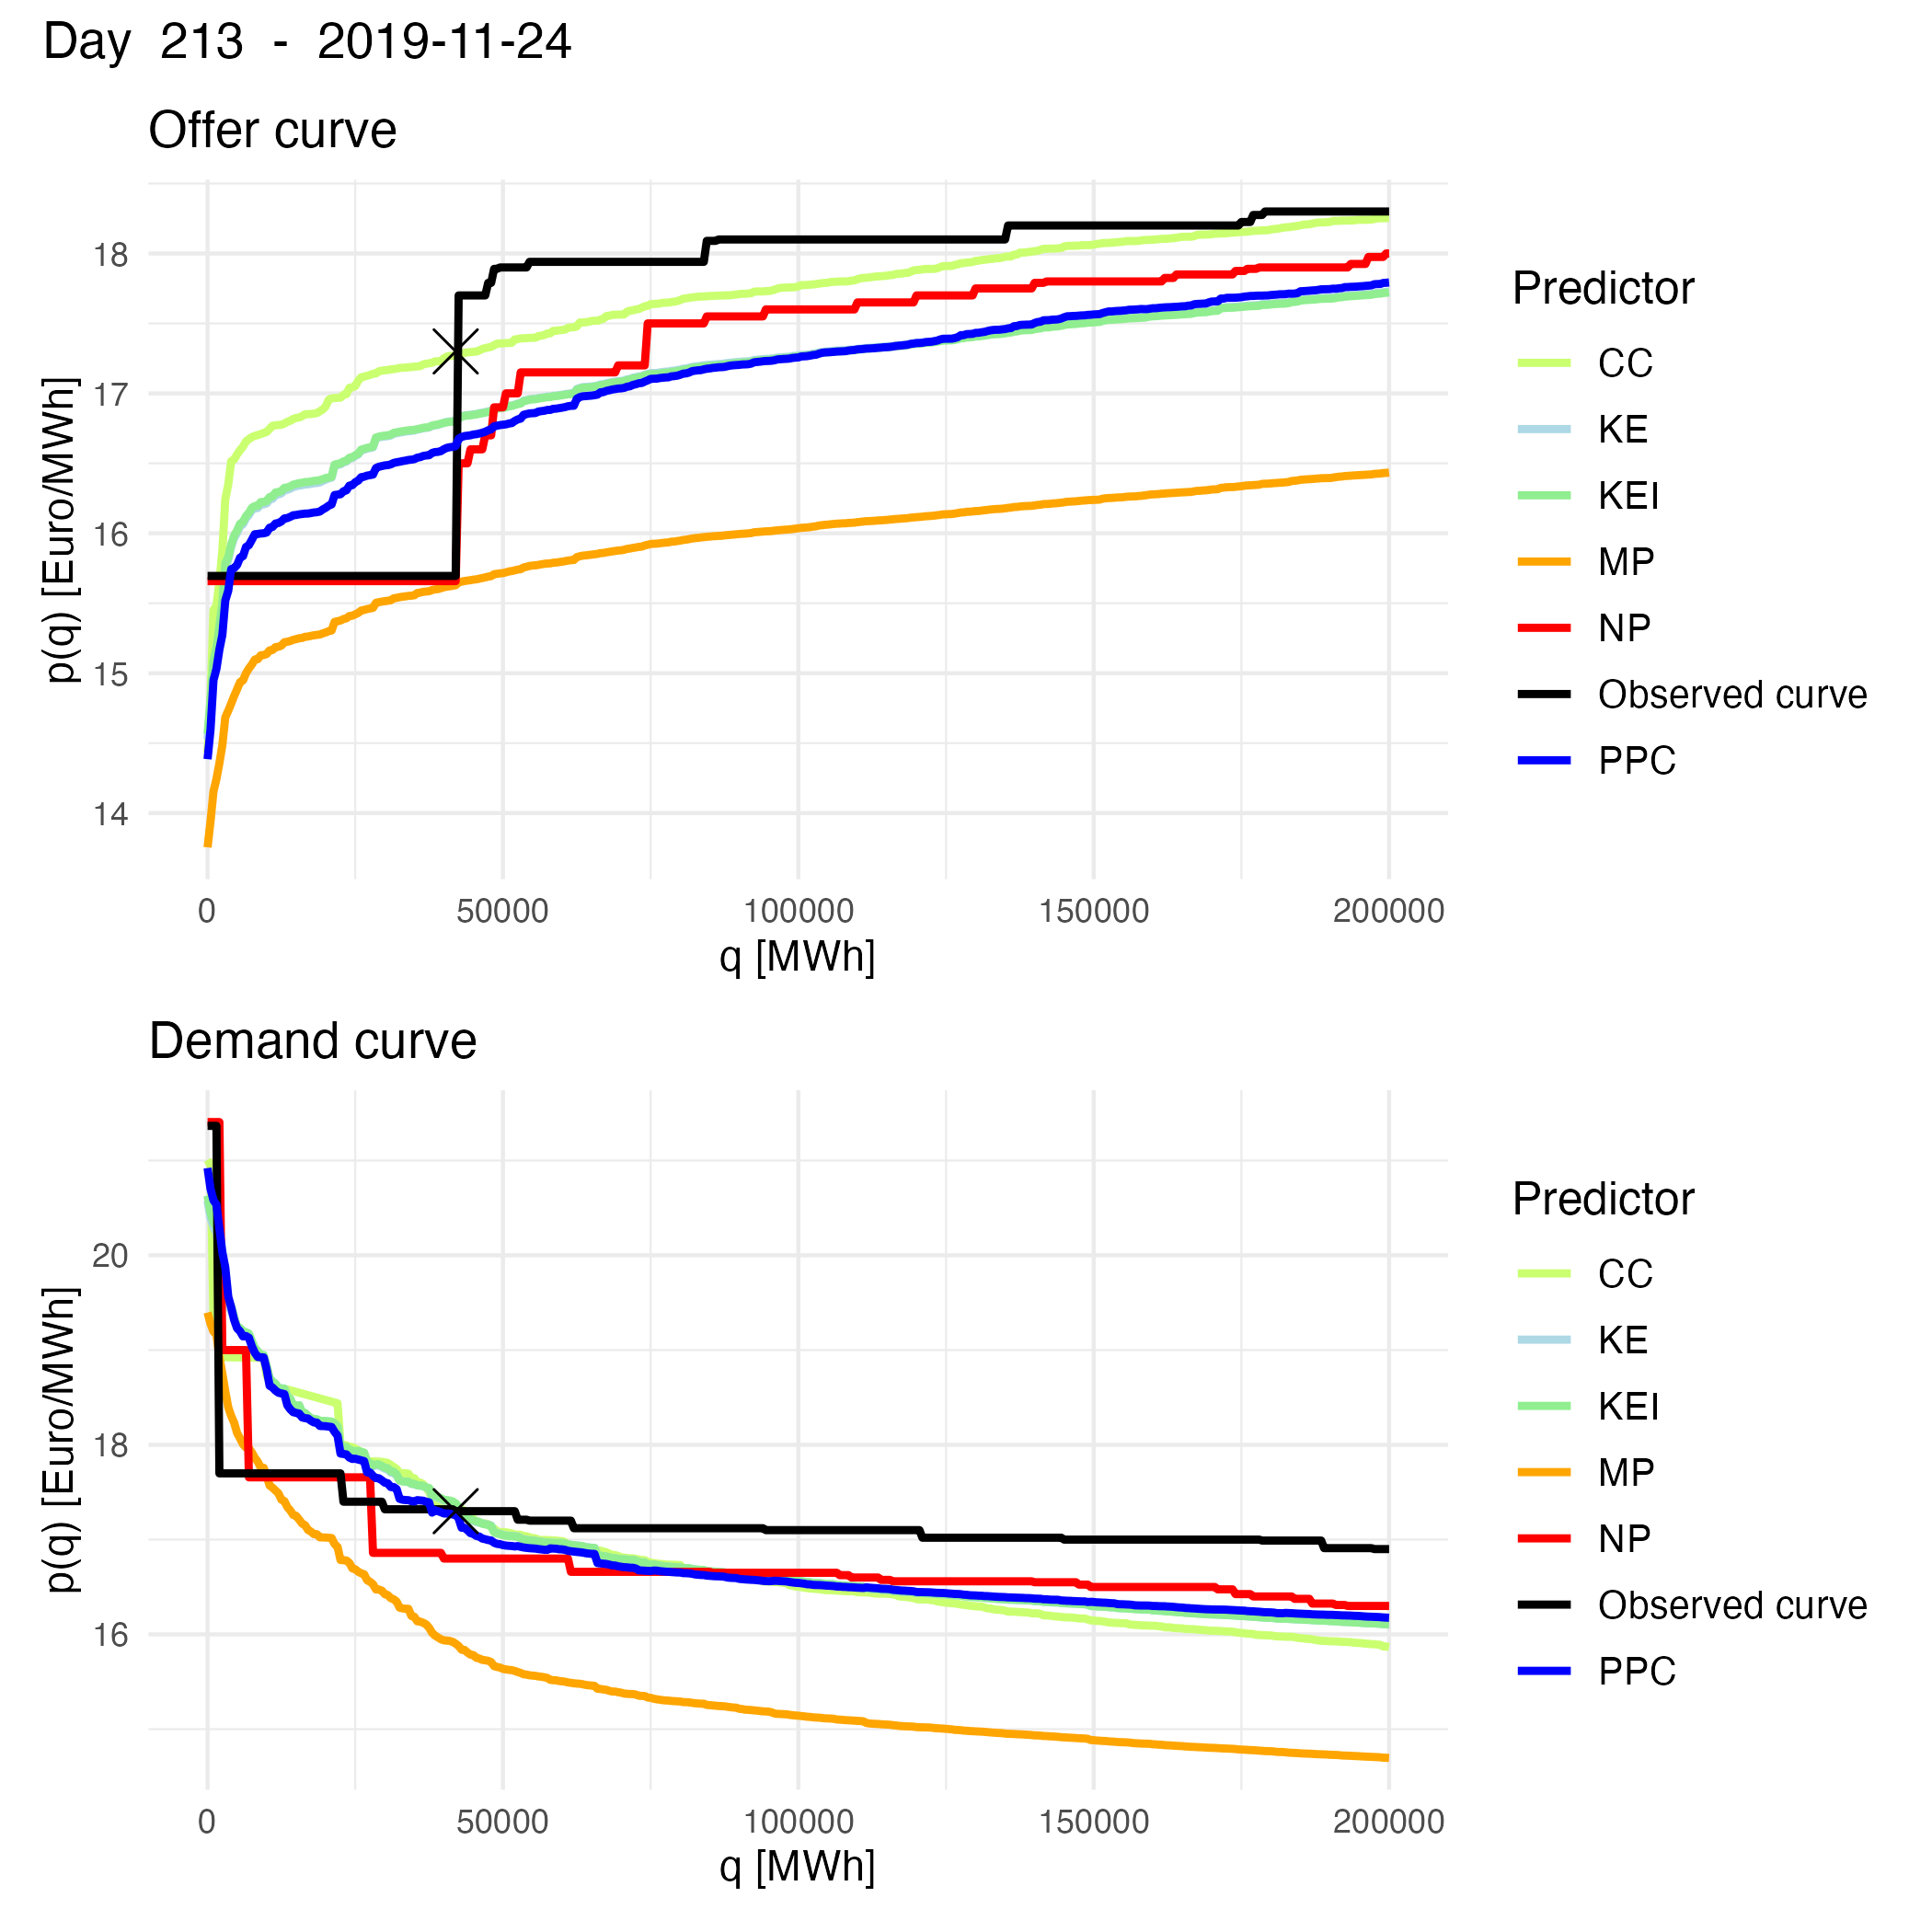 Day 213 - 2019-11-24
Offer curve
p(q) [Euro/MWh]
18
17
16
15
14
0 50000 100000 150000 200000
q [MWh]
Predictor
CC
KE
KEI
MP
NP
Observed curve
PPC
Demand curve
p(q) [Euro/MWh]
20
18
16
0 50000 100000 150000 200000
q [MWh]
Predictor
CC
KE
KEI
MP
NP
Observed curve
PPC